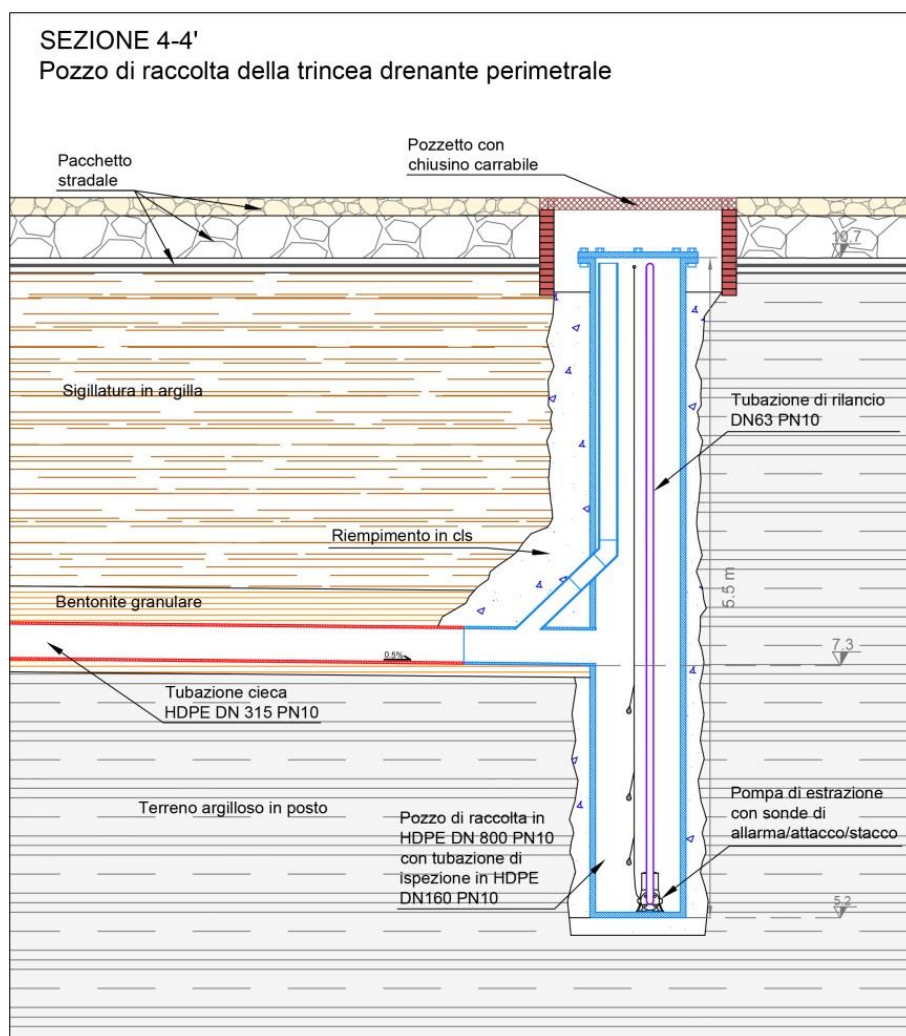 SEZIONE 4-4'
Pozzo di raccolta della trincea drenante perimetrale
Pozzetto con
chiusino carrabile
Pacchetto
stradale
10.7
Sigillatura in argilla
Tubazione di rilancio
DN63 PN10
Riempimento in cls
5.5 m
Bentonite granulare
0.5%
7.3
Tubazione cieca
HDPE DN 315 PN10
Terreno argilloso in posto
Pozzo di raccolta in
HDPE DN 800 PN10
con tubazione di
ispezione in HDPE
DN160 PN10
Pompa di estrazione
con sonde di
allarma/attacco/stacco
5.2